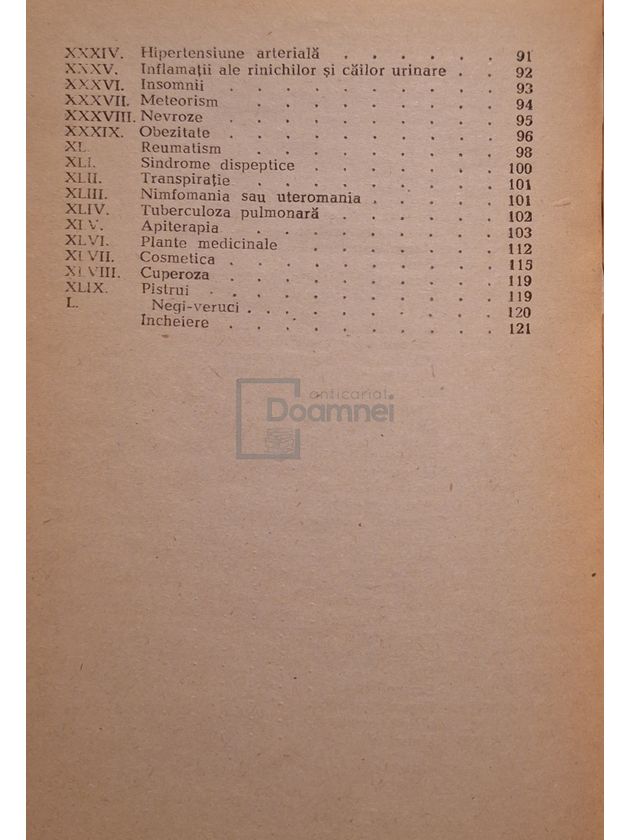 XXXIV. Hipertensiune arterială . . . . . . 91
XXXV. Inflamații ale rinichilor și căilor urinare . . 92
XXXVI. Insomnii . . . . . . . . . . 93
XXXVII. Meteorism . . . . . . . . . 94
XXXVIII. Nevroze . . . . . . . . . . 95
XXXIX. Obezitate . . . . . . . . . . 96
XL. Reumatism . . . . . . . . . 98
XLI. Sindrome dispeptice . . . . . . . 100
XLII. Transpirație . . . . . . . . . 101
XLIII. Nimfomania sau uteromania . . . . . 101
XLIV. Tuberculoza pulmonară . . . . . . 102
XLV. Apiterapia . . . . . . . . . . 103
XLVI. Plante medicinale . . . . . . . 112
XLVII. Cosmetica . . . . . . . . . . 115
XLVIII. Cuperoza . . . . . . . . . . 119
XLIX. Pistrui . . . . . . . . . . 119
L. Negi-veruci . . . . . . . . . 120
Incheiere . . . . . . . . . . 121
anticariat
Doamnei